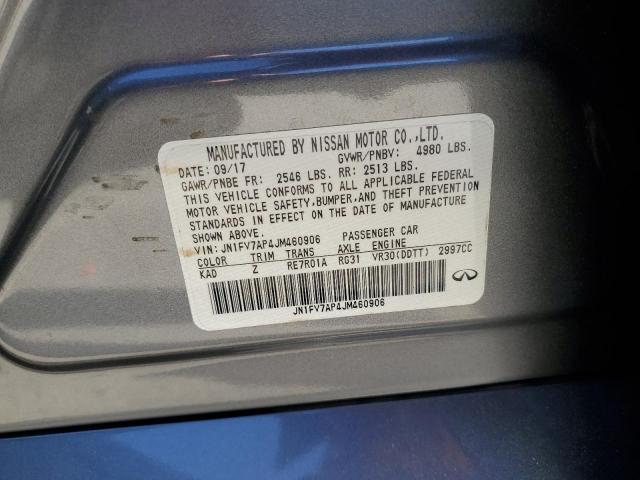 MANUFACTURED BY NISSAN MOTOR CO.,LTD.
DATE: 09/17 GVWR/PNBV: 4980 LBS.
GAWR/PNBE FR: 2546 LBS. RR: 2513 LBS.
THIS VEHICLE CONFORMS TO ALL APPLICABLE FEDERAL
MOTOR VEHICLE SAFETY,BUMPER,AND THEFT PREVENTION
STANDARDS IN EFFECT ON THE DATE OF MANUFACTURE
SHOWN ABOVE.
VIN: JN1FV7AP4JM460906 PASSENGER CAR
COLOR TRIM TRANS AXLE ENGINE
KAD Z RE7R01A RG31 VR30(DDTT) 2997CC
JN1FV7AP4JM460906